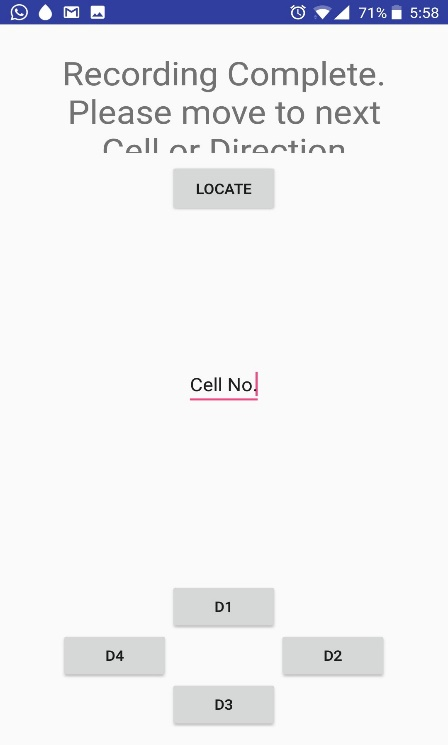 71% 5:58
Recording Complete.
Please move to next
Cell or Direction
LOCATE
Cell No.
D1
D4 D2
D3